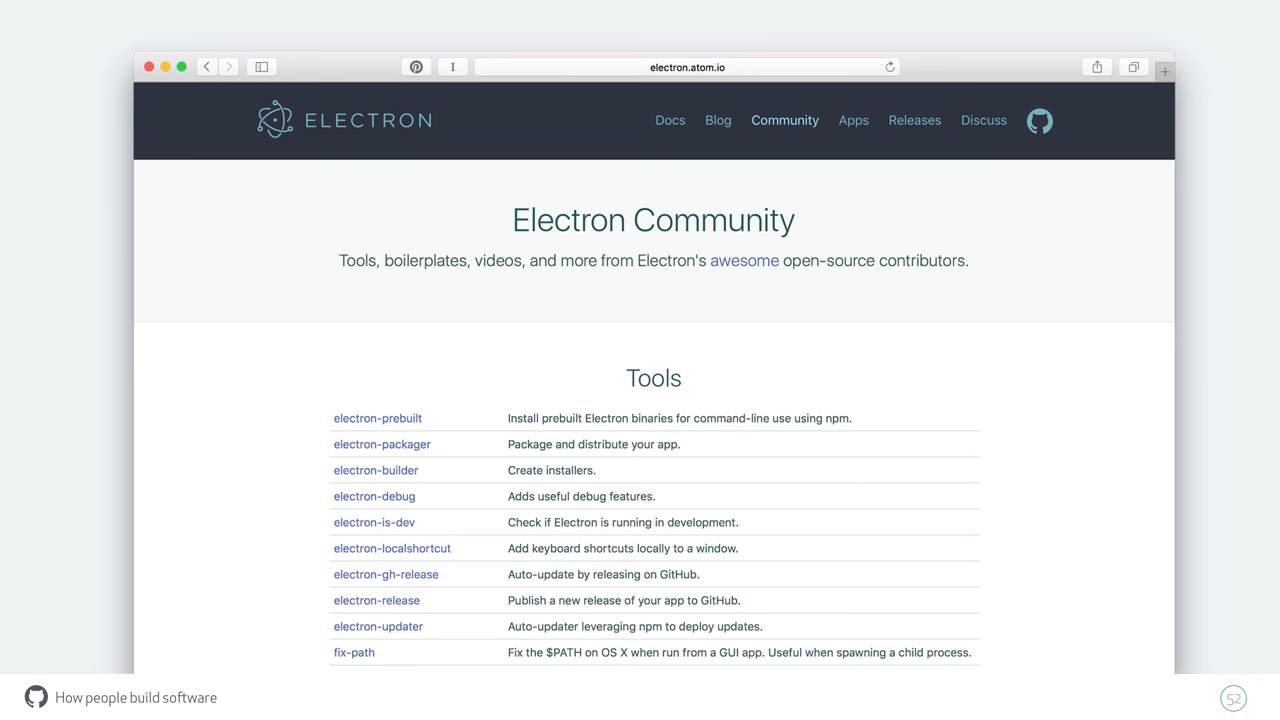 electron.atom.io
ELECTRON
Docs Blog Community Apps Releases Discuss
Electron Community
Tools, boilerplates, videos, and more from Electron's awesome open-source contributors.
Tools
electron-prebuilt Install prebuilt Electron binaries for command-line use using npm.
electron-packager Package and distribute your app.
electron-builder Create installers.
electron-debug Adds useful debug features.
electron-is-dev Check if Electron is running in development.
electron-localshortcut Add keyboard shortcuts locally to a window.
electron-gh-release Auto-update by releasing on GitHub.
electron-release Publish a new release of your app to GitHub.
electron-updater Auto-updater leveraging npm to deploy updates.
fix-path Fix the $PATH on OS X when run from a GUI app. Useful when spawning a child process.
How people build software
52